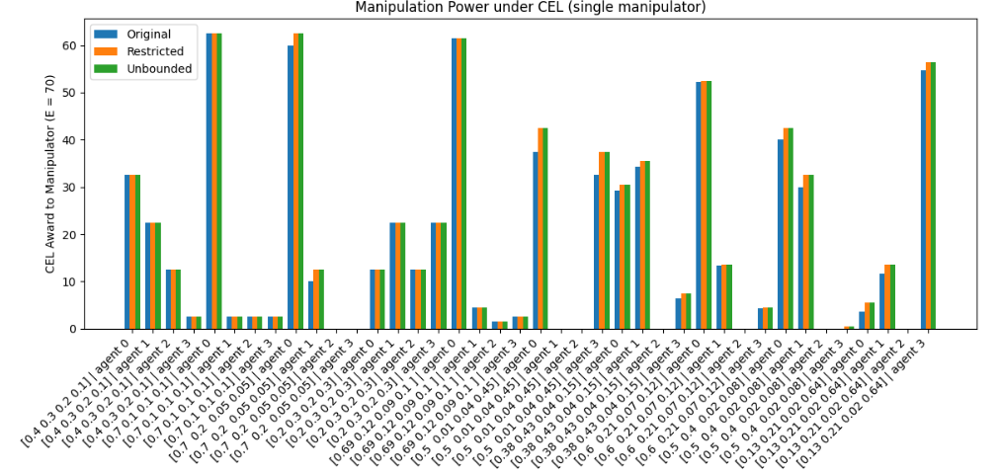 Manipulation Power under CEL (single manipulator)
Original
Restricted
Unbounded
CEL Award to Manipulator (E = 70)
60
50
40
30
20
10
0
[0.4 0.3 0.2 0.1] | agent 0
[0.4 0.3 0.2 0.1] | agent 1
[0.4 0.3 0.2 0.1] | agent 2
[0.4 0.3 0.2 0.1] | agent 3
[0.7 0.1 0.1 0.1] | agent 0
[0.7 0.1 0.1 0.1] | agent 1
[0.7 0.1 0.1 0.1] | agent 2
[0.7 0.1 0.1 0.1] | agent 3
[0.7 0.2 0.05 0.05] | agent 0
[0.7 0.2 0.05 0.05] | agent 1
[0.7 0.2 0.05 0.05] | agent 2
[0.7 0.2 0.05 0.05] | agent 3
[0.2 0.3 0.2 0.3] | agent 0
[0.2 0.3 0.2 0.3] | agent 1
[0.2 0.3 0.2 0.3] | agent 2
[0.2 0.3 0.2 0.3] | agent 3
[0.69 0.12 0.09 0.1 ] | agent 0
[0.69 0.12 0.09 0.1 ] | agent 1
[0.69 0.12 0.09 0.1 ] | agent 2
[0.69 0.12 0.09 0.1 ] | agent 3
[0.5 0.01 0.04 0.45] | agent 0
[0.5 0.01 0.04 0.45] | agent 1
[0.5 0.01 0.04 0.45] | agent 2
[0.5 0.01 0.04 0.45] | agent 3
[0.38 0.43 0.04 0.15] | agent 0
[0.38 0.43 0.04 0.15] | agent 1
[0.38 0.43 0.04 0.15] | agent 2
[0.38 0.43 0.04 0.15] | agent 3
[0.6 0.21 0.07 0.12] | agent 0
[0.6 0.21 0.07 0.12] | agent 1
[0.6 0.21 0.07 0.12] | agent 2
[0.6 0.21 0.07 0.12] | agent 3
[0.5 0.4 0.02 0.08] | agent 0
[0.5 0.4 0.02 0.08] | agent 1
[0.5 0.4 0.02 0.08] | agent 2
[0.5 0.4 0.02 0.08] | agent 3
[0.13 0.21 0.02 0.64] | agent 0
[0.13 0.21 0.02 0.64] | agent 1
[0.13 0.21 0.02 0.64] | agent 2
[0.13 0.21 0.02 0.64] | agent 3